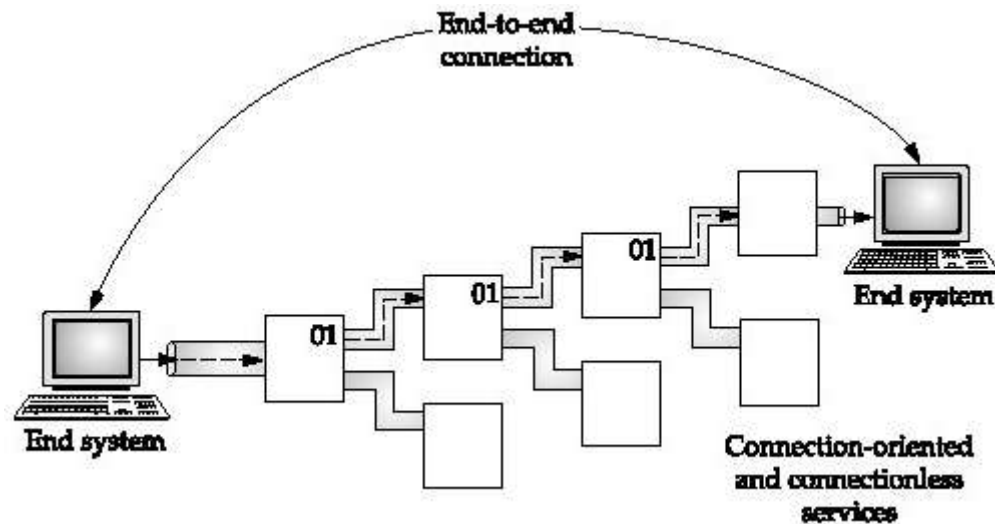 End-to-end
connection
01
01
01
End system
End system
Connection-oriented
and connectionless
services